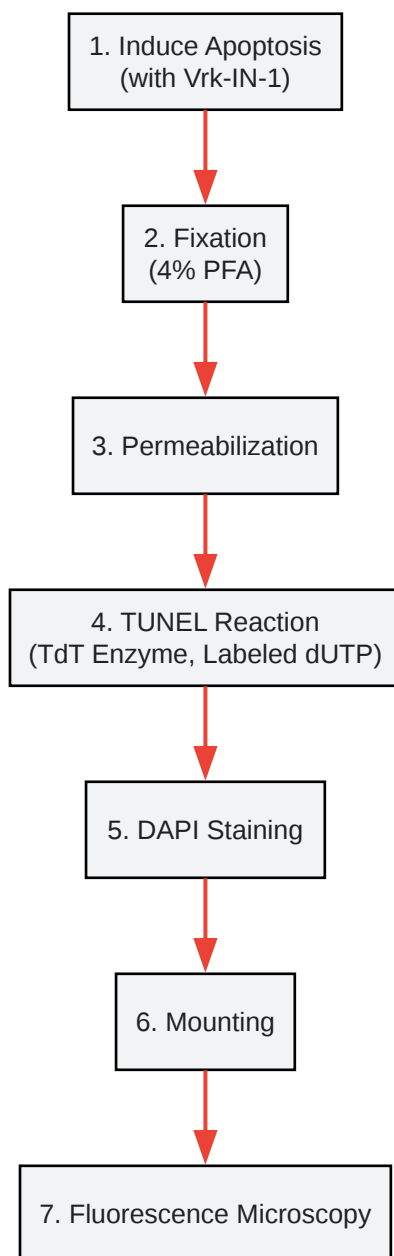 1. Induce Apoptosis
(with Vrk-IN-1)
2. Fixation
(4% PFA)
3. Permeabilization
4. TUNEL Reaction
(TdT Enzyme, Labeled dUTP)
5. DAPI Staining
6. Mounting
7. Fluorescence Microscopy